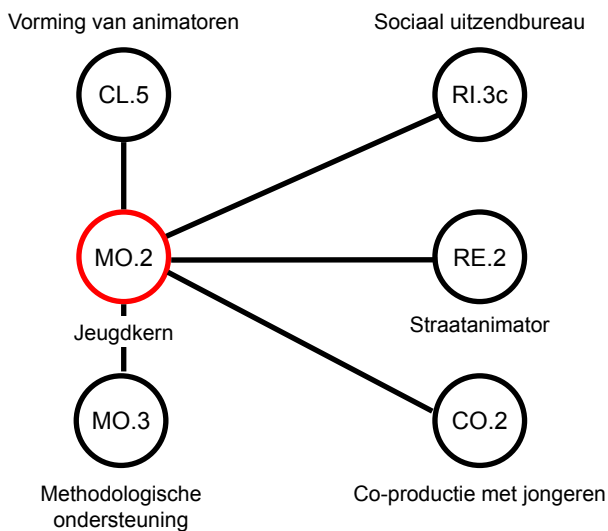 Vorming van animatoren
Sociaal uitzendbureau
CL.5
RI.3c
MO.2
RE.2
Jeugdkern
Straatanimator
MO.3
CO.2
Methodologische
ondersteuning
Co-productie met jongeren